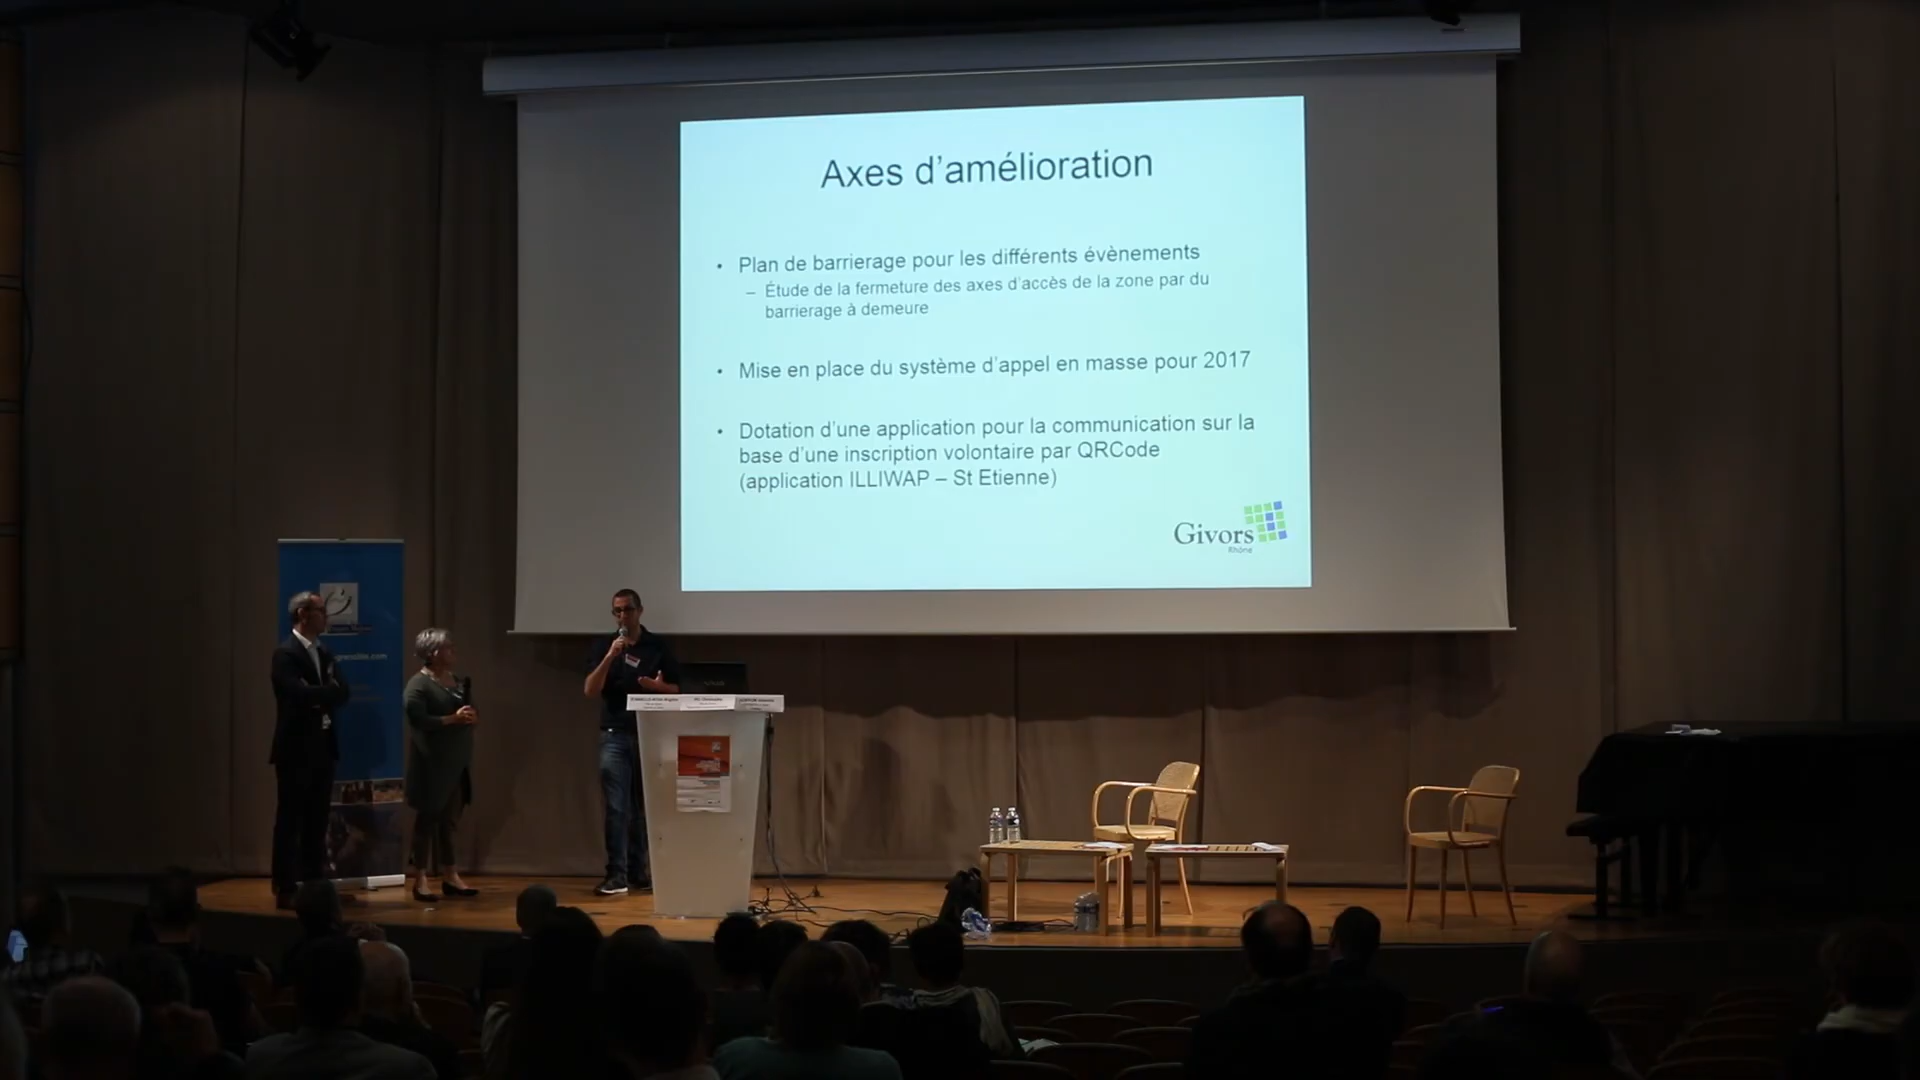 Axes d'amélioration
• Plan de barrierage pour les différents évènements
– Étude de la fermeture des axes d'accès de la zone par du
barrierage à demeure
• Mise en place du système d'appel en masse pour 2017
• Dotation d'une application pour la communication sur la
base d'une inscription volontaire par QRCode
(application ILLIWAP – St Etienne)
Givors
Rhône